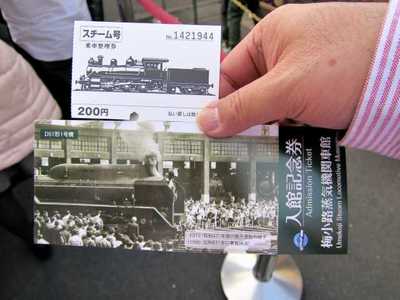 スチーム号
No.1421944
乗車整理券
200円
D51形1号機
入館記念券
Admission Ticket
梅小路蒸気機関車館
Umekoji Steam Locomotive Mus